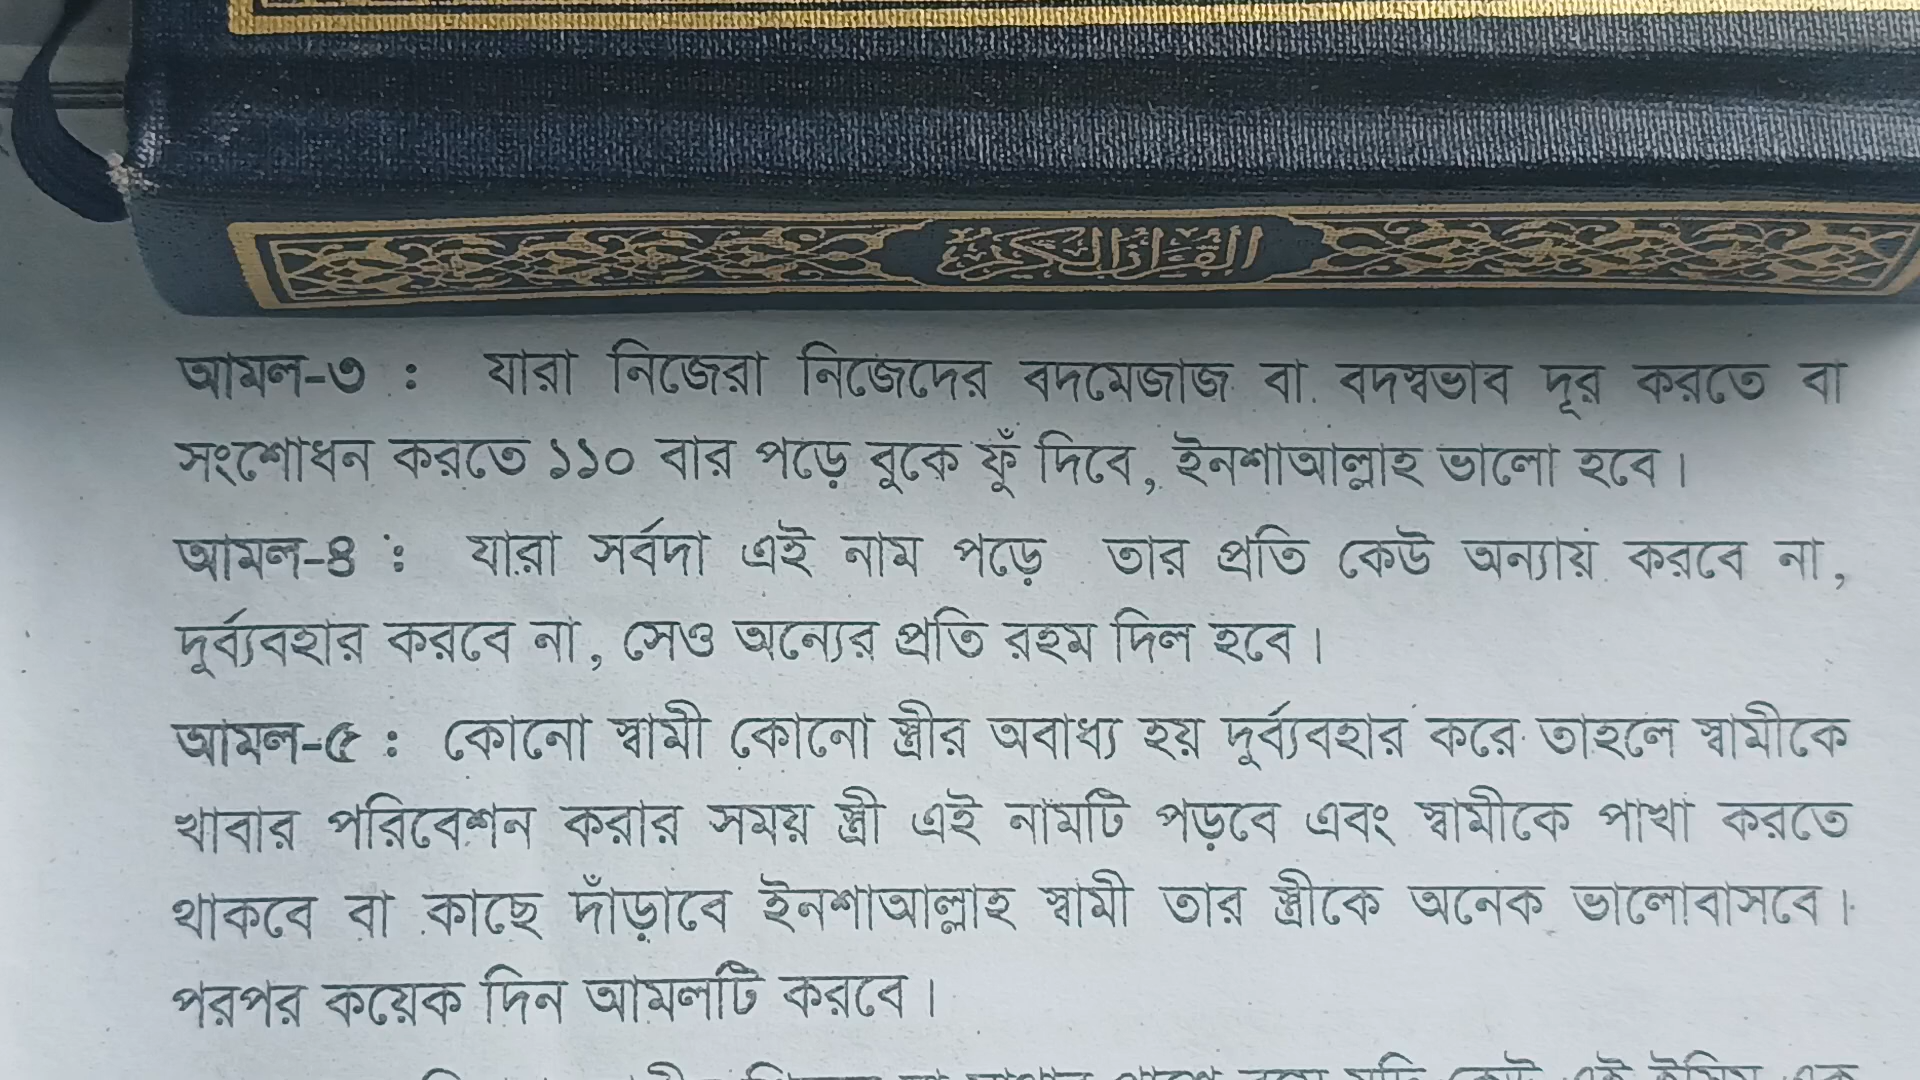 القرآن الكريم
আমল-৩ : যারা নিজেরা নিজেদের বদমেজাজ বা বদস্বভাব দূর করতে বা
সংশোধন করতে ১১০ বার পড়ে বুকে ফুঁ দিবে, ইনশাআল্লাহ ভালো হবে।
আমল-৪ : যারা সর্বদা এই নাম পড়ে তার প্রতি কেউ অন্যায় করবে না,
দুর্ব্যবহার করবে না, সেও অন্যের প্রতি রহম দিল হবে।
আমল-৫ : কোনো স্বামী কোনো স্ত্রীর অবাধ্য হয় দুর্ব্যবহার করে তাহলে স্বামীকে
খাবার পরিবেশন করার সময় স্ত্রী এই নামটি পড়বে এবং স্বামীকে পাখা করতে
থাকবে বা কাছে দাঁড়াবে ইনশাআল্লাহ স্বামী তার স্ত্রীকে অনেক ভালোবাসবে।
পরপর কয়েক দিন আমলটি করবে।